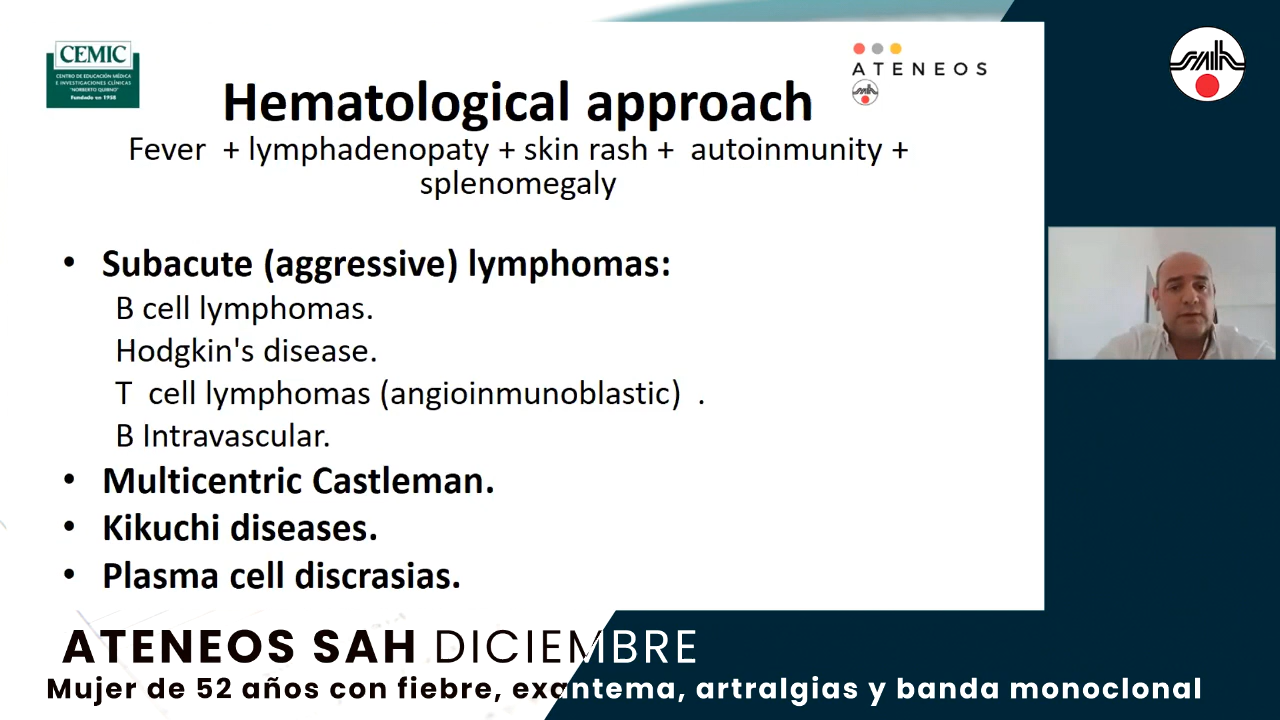 CEMIC
CENTRO DE EDUCACIÓN MÉDICA
E INVESTIGACIONES CLÍNICAS
"NORBERTO QUIRNO"
Fundado en 1958
ATENEOS
Hematological approach
Fever + lymphadenopaty + skin rash + autoinmunity +
splenomegaly
• Subacute (aggressive) lymphomas:
B cell lymphomas.
Hodgkin's disease.
T cell lymphomas (angioinmunoblastic) .
B Intravascular.
• Multicentric Castleman.
• Kikuchi diseases.
• Plasma cell discrasias.
ATENEOS SAH DICIEMBRE
Mujer de 52 años con fiebre, exantema, artralgias y banda monoclonal